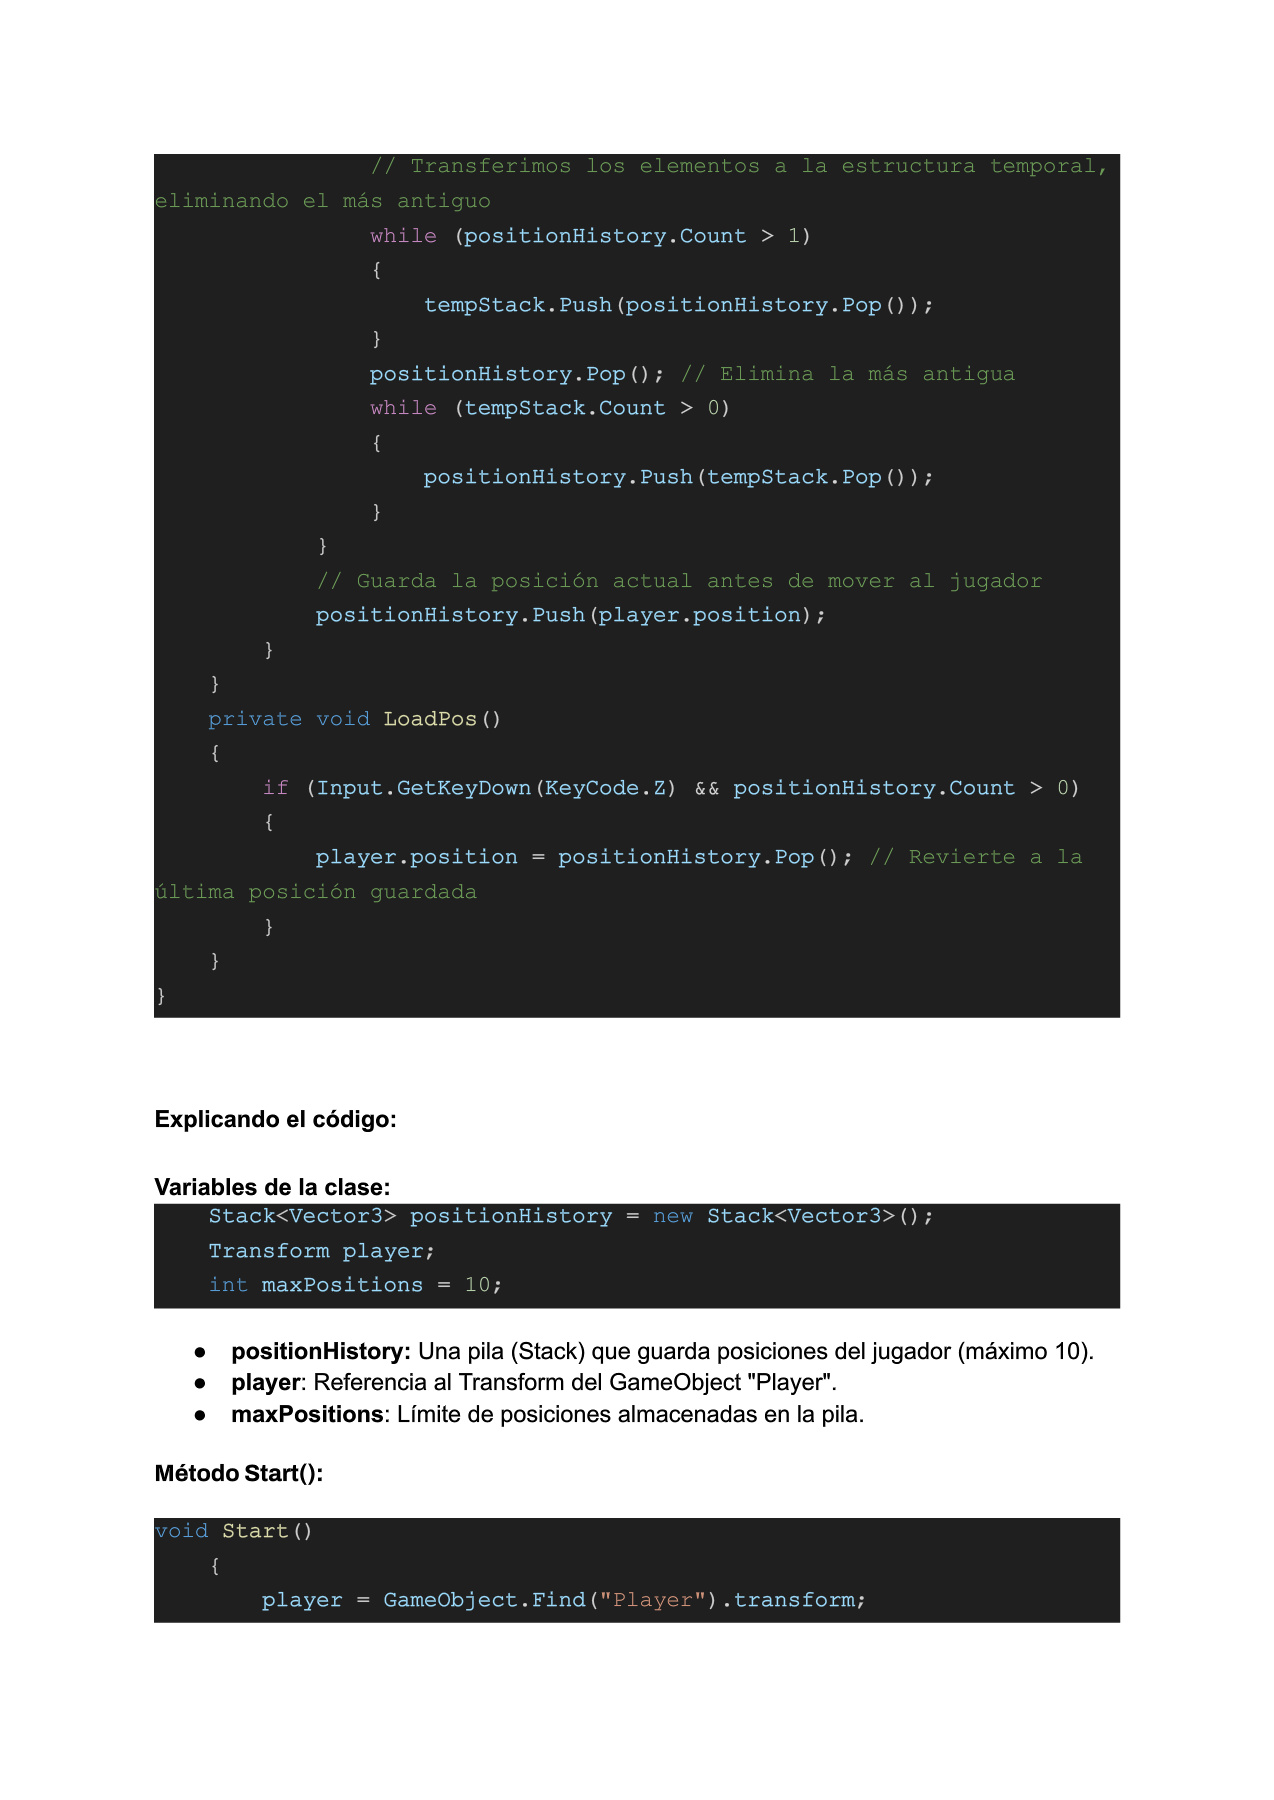 // Transferimos los elementos a la estructura temporal,
eliminando el más antiguo
while (positionHistory.Count > 1)
{
tempStack.Push(positionHistory.Pop());
}
positionHistory.Pop(); // Elimina la más antigua
while (tempStack.Count > 0)
{
positionHistory.Push(tempStack.Pop());
}
}
// Guarda la posición actual antes de mover al jugador
positionHistory.Push(player.position);
}
}
private void LoadPos()
{
if (Input.GetKeyDown(KeyCode.Z) && positionHistory.Count > 0)
{
player.position = positionHistory.Pop(); // Revierte a la
última posición guardada
}
}
}
Explicando el código:
Variables de la clase:
Stack<Vector3> positionHistory = new Stack<Vector3>();
Transform player;
int maxPositions = 10;
● positionHistory: Una pila (Stack) que guarda posiciones del jugador (máximo 10).
● player: Referencia al Transform del GameObject "Player".
● maxPositions: Límite de posiciones almacenadas en la pila.
Método Start():
void Start()
{
player = GameObject.Find("Player").transform;